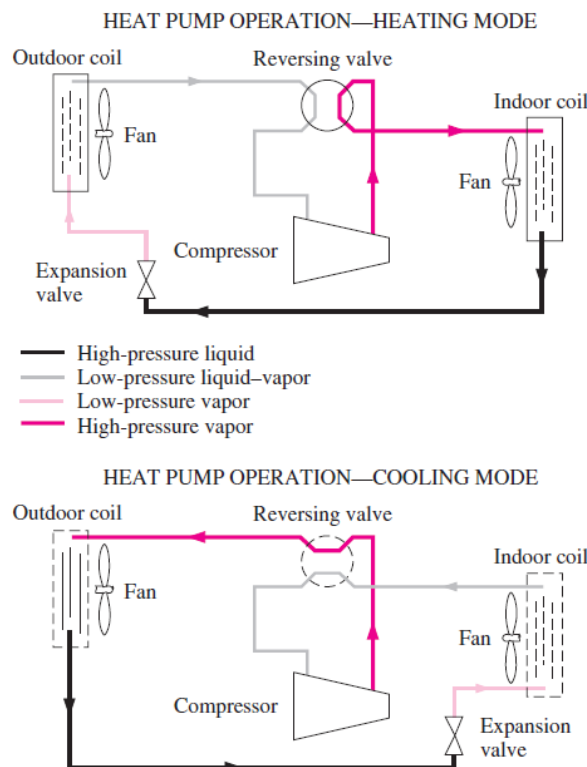 HEAT PUMP OPERATION—HEATING MODE
Outdoor coil
Reversing valve
Indoor coil
Fan
Fan
Compressor
Expansion
valve
High-pressure liquid
Low-pressure liquid–vapor
Low-pressure vapor
High-pressure vapor
HEAT PUMP OPERATION—COOLING MODE
Outdoor coil
Reversing valve
Indoor coil
Fan
Fan
Compressor
Expansion
valve